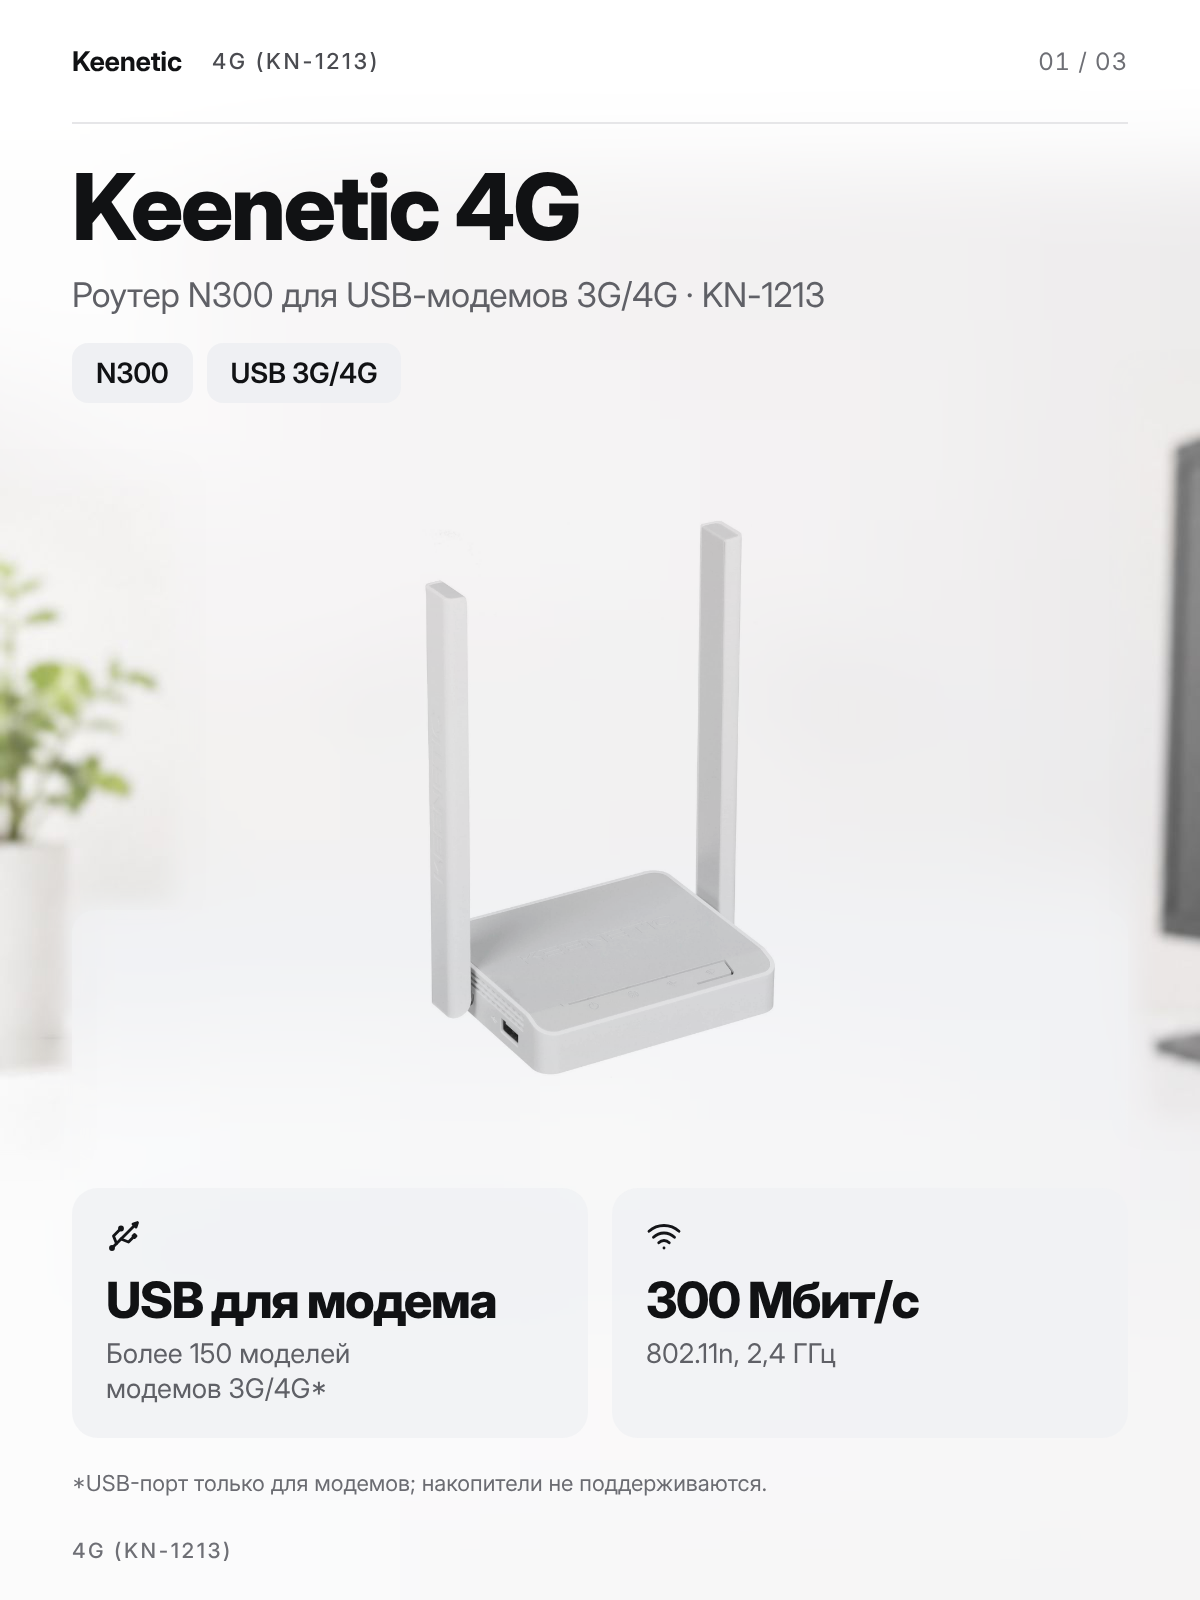 Keenetic 4G (KN-1213) 01 / 03
Keenetic 4G
Роутер N300 для USB-модемов 3G/4G · KN-1213
N300 USB 3G/4G
USB для модема
Более 150 моделей
модемов 3G/4G*
300 Мбит/с
802.11n, 2,4 ГГц
*USB-порт только для модемов; накопители не поддерживаются.
4G (KN-1213)